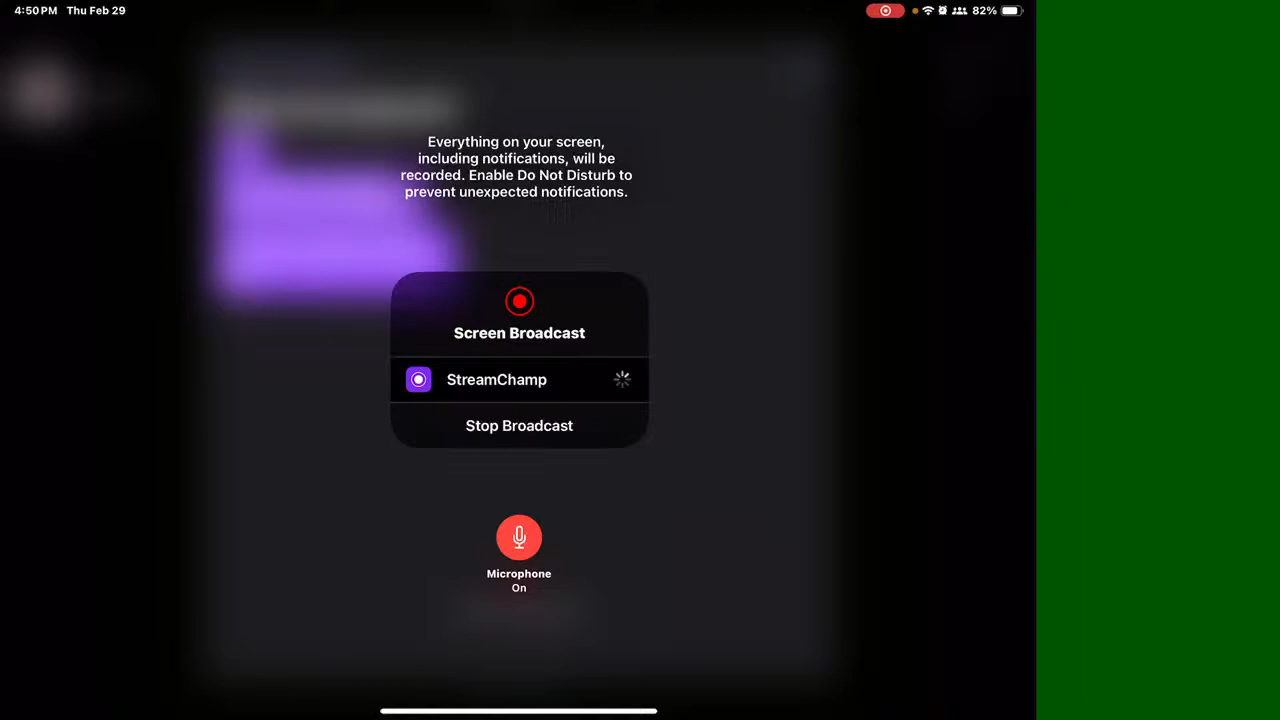 4:50 PM Thu Feb 29
82%
Everything on your screen,
including notifications, will be
recorded. Enable Do Not Disturb to
prevent unexpected notifications.
Screen Broadcast
StreamChamp
Stop Broadcast
Microphone
On